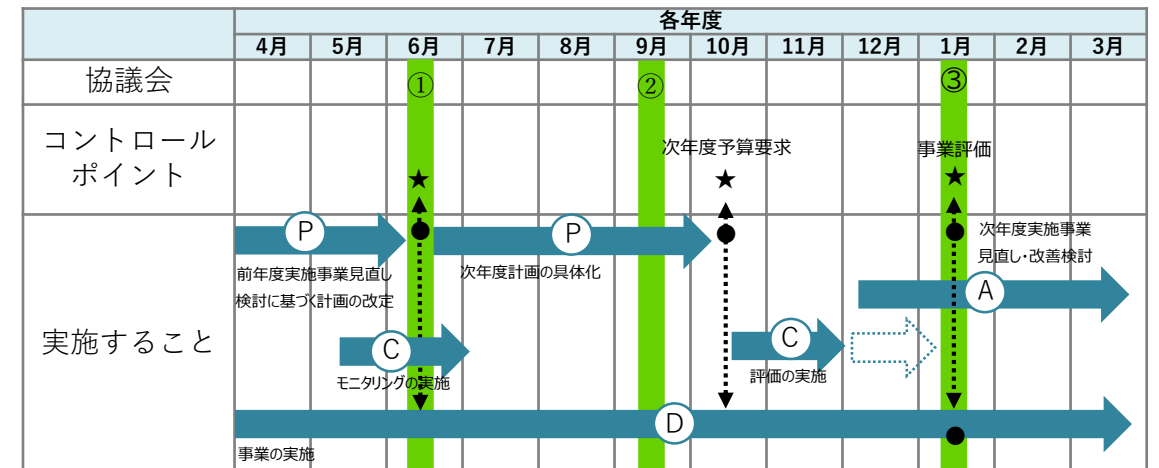 各年度
4月 5月 6月 7月 8月 9月 10月 11月 12月 1月 2月 3月
協議会
① ② ③
コントロール
ポイント
次年度予算要求
事業評価
★ ★ ★
実施すること
P
前年度実施事業見直し
検討に基づく計画の改定
P
次年度計画の具体化
次年度実施事業
見直し・改善検討
A
C
モニタリングの実施
C
評価の実施
D
事業の実施